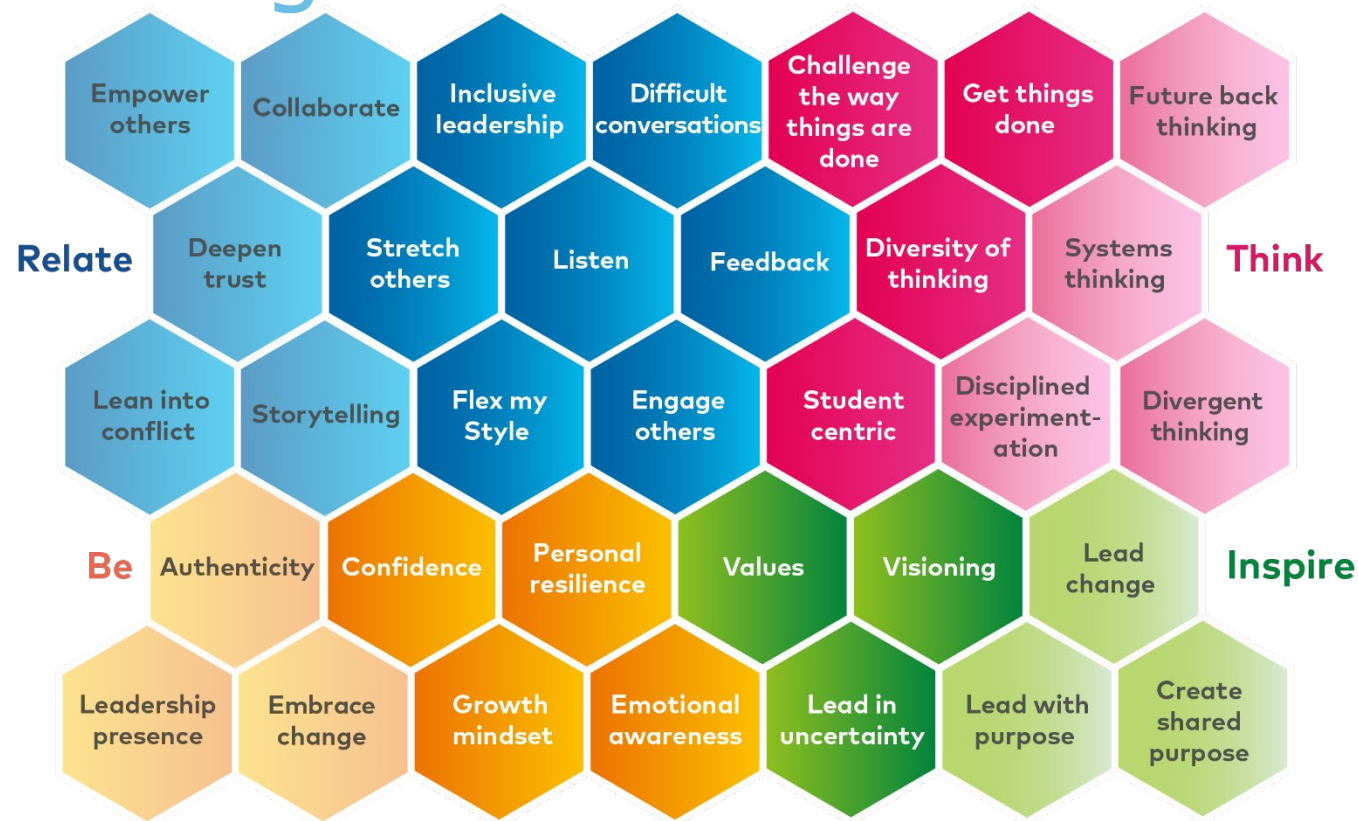 Empower
others
Collaborate
Inclusive
leadership
Difficult
conversations
Challenge
the way
things are
done
Get things
done
Future back
thinking
Relate
Deepen
trust
Stretch
others
Listen
Feedback
Diversity of
thinking
Systems
thinking
Think
Lean into
conflict
Storytelling
Flex my
Style
Engage
others
Student
centric
Disciplined
experiment-
ation
Divergent
thinking
Be
Authenticity
Confidence
Personal
resilience
Values
Visioning
Lead
change
Inspire
Leadership
presence
Embrace
change
Growth
mindset
Emotional
awareness
Lead in
uncertainty
Lead with
purpose
Create
shared
purpose